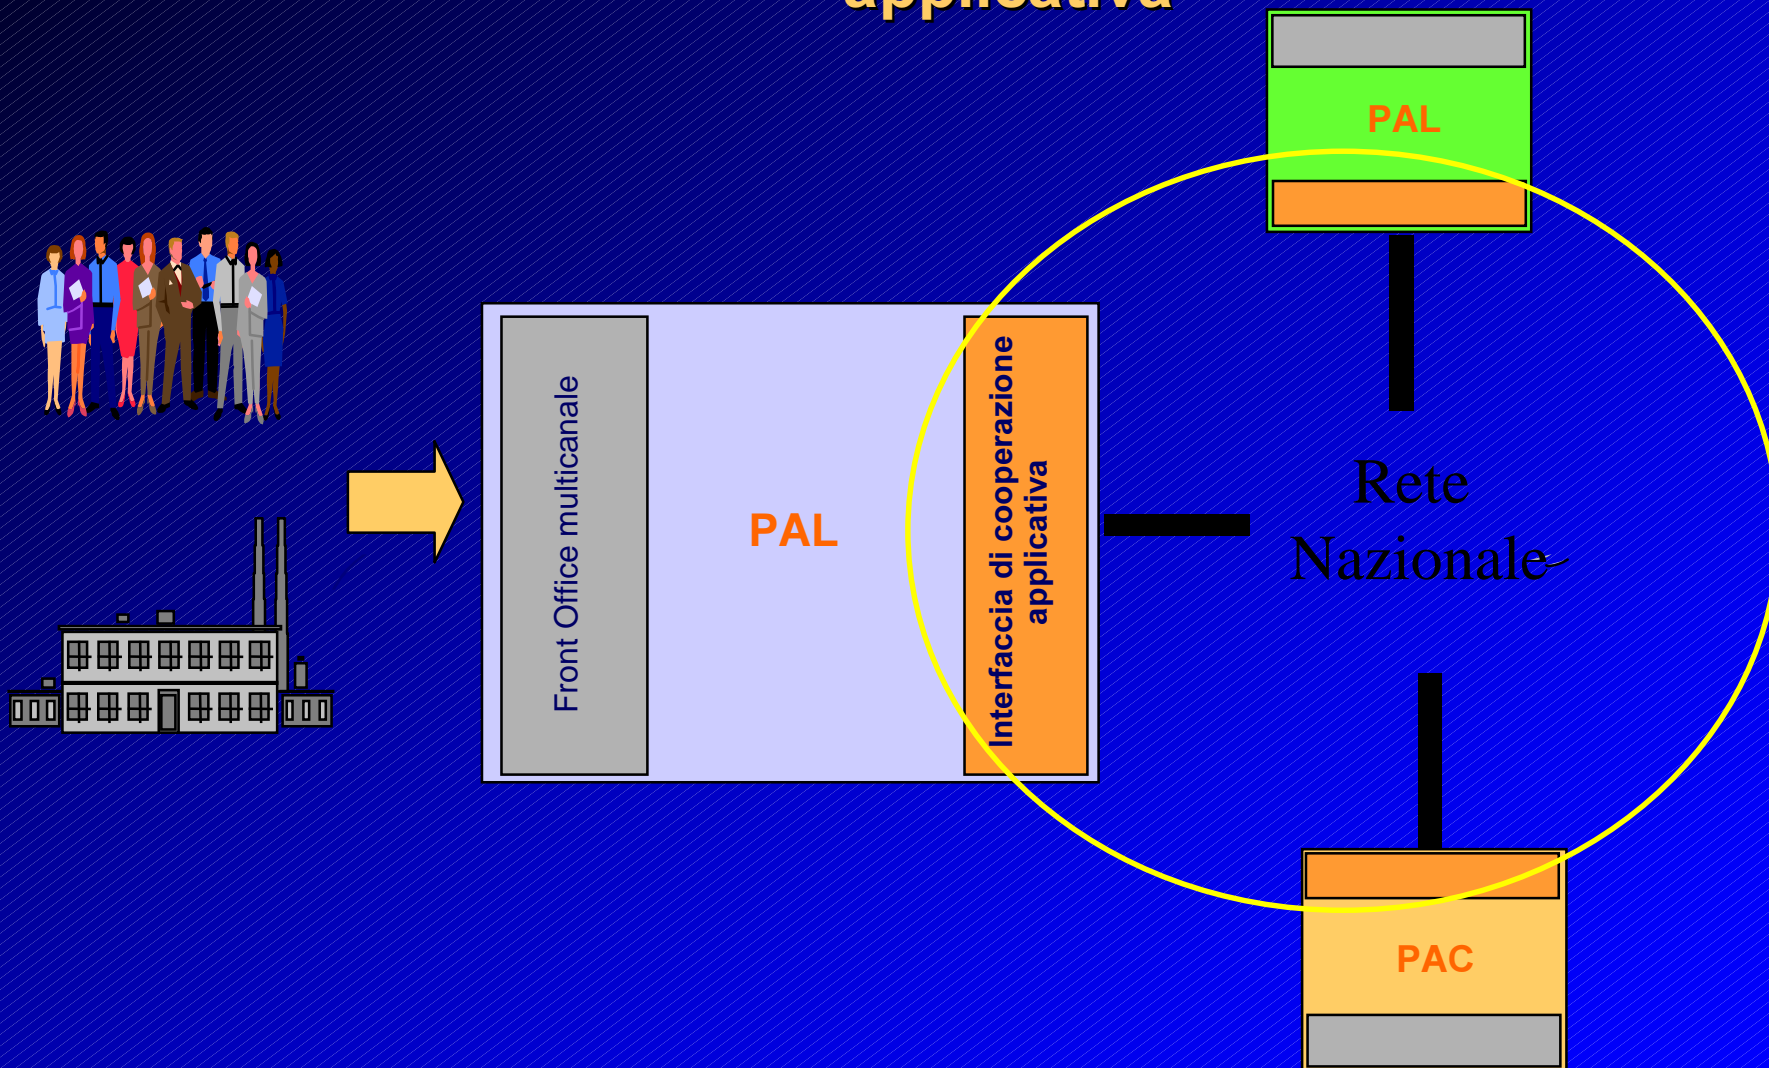 applicativa
PAL
Front Office multicanale
PAL
Interfaccia di cooperazione
applicativa
Rete
Nazionale
PAC